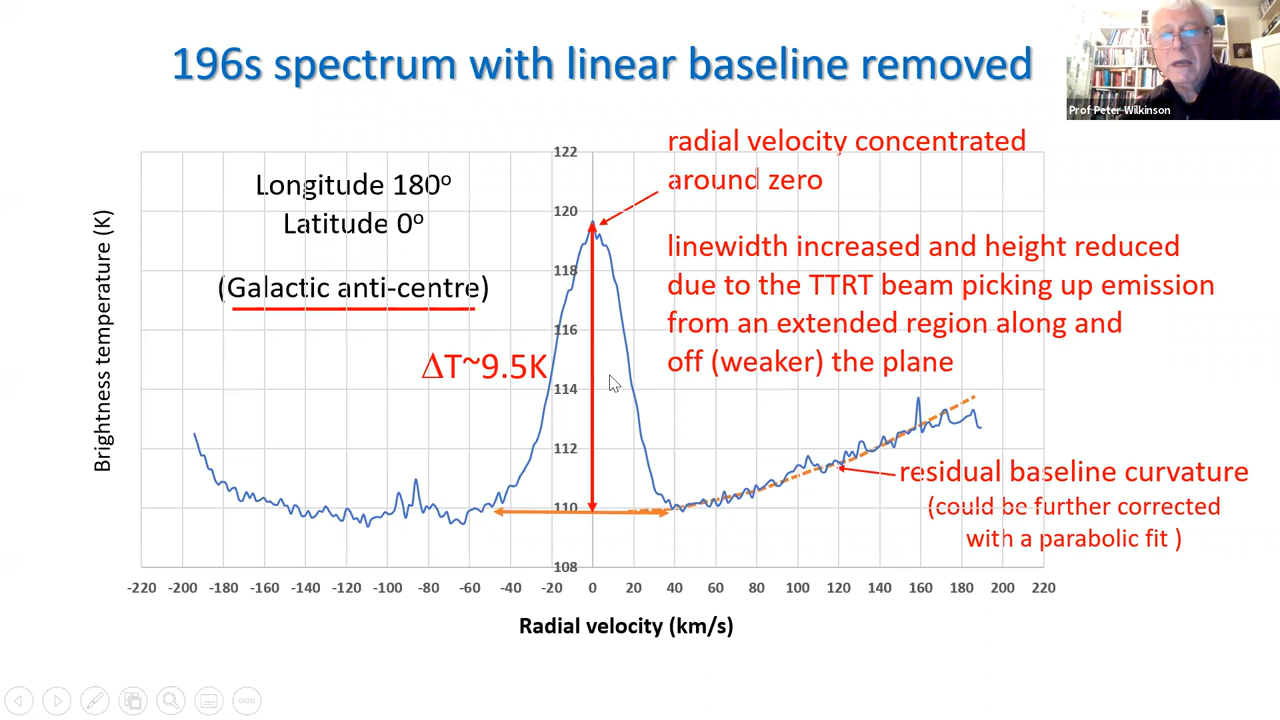 196s spectrum with linear baseline removed
Prof Peter Wilkinson
Longitude 180º
Latitude 0º
(Galactic anti-centre)
radial velocity concentrated
around zero
linewidth increased and height reduced
due to the TTRT beam picking up emission
from an extended region along and
off (weaker) the plane
ΔT~9.5K
residual baseline curvature
(could be further corrected
with a parabolic fit )
Brightness temperature (K)
122
120
118
116
114
112
110
108
-220 -200 -180 -160 -140 -120 -100 -80 -60 -40 -20 0 20 40 60 80 100 120 140 160 180 200 220
Radial velocity (km/s)